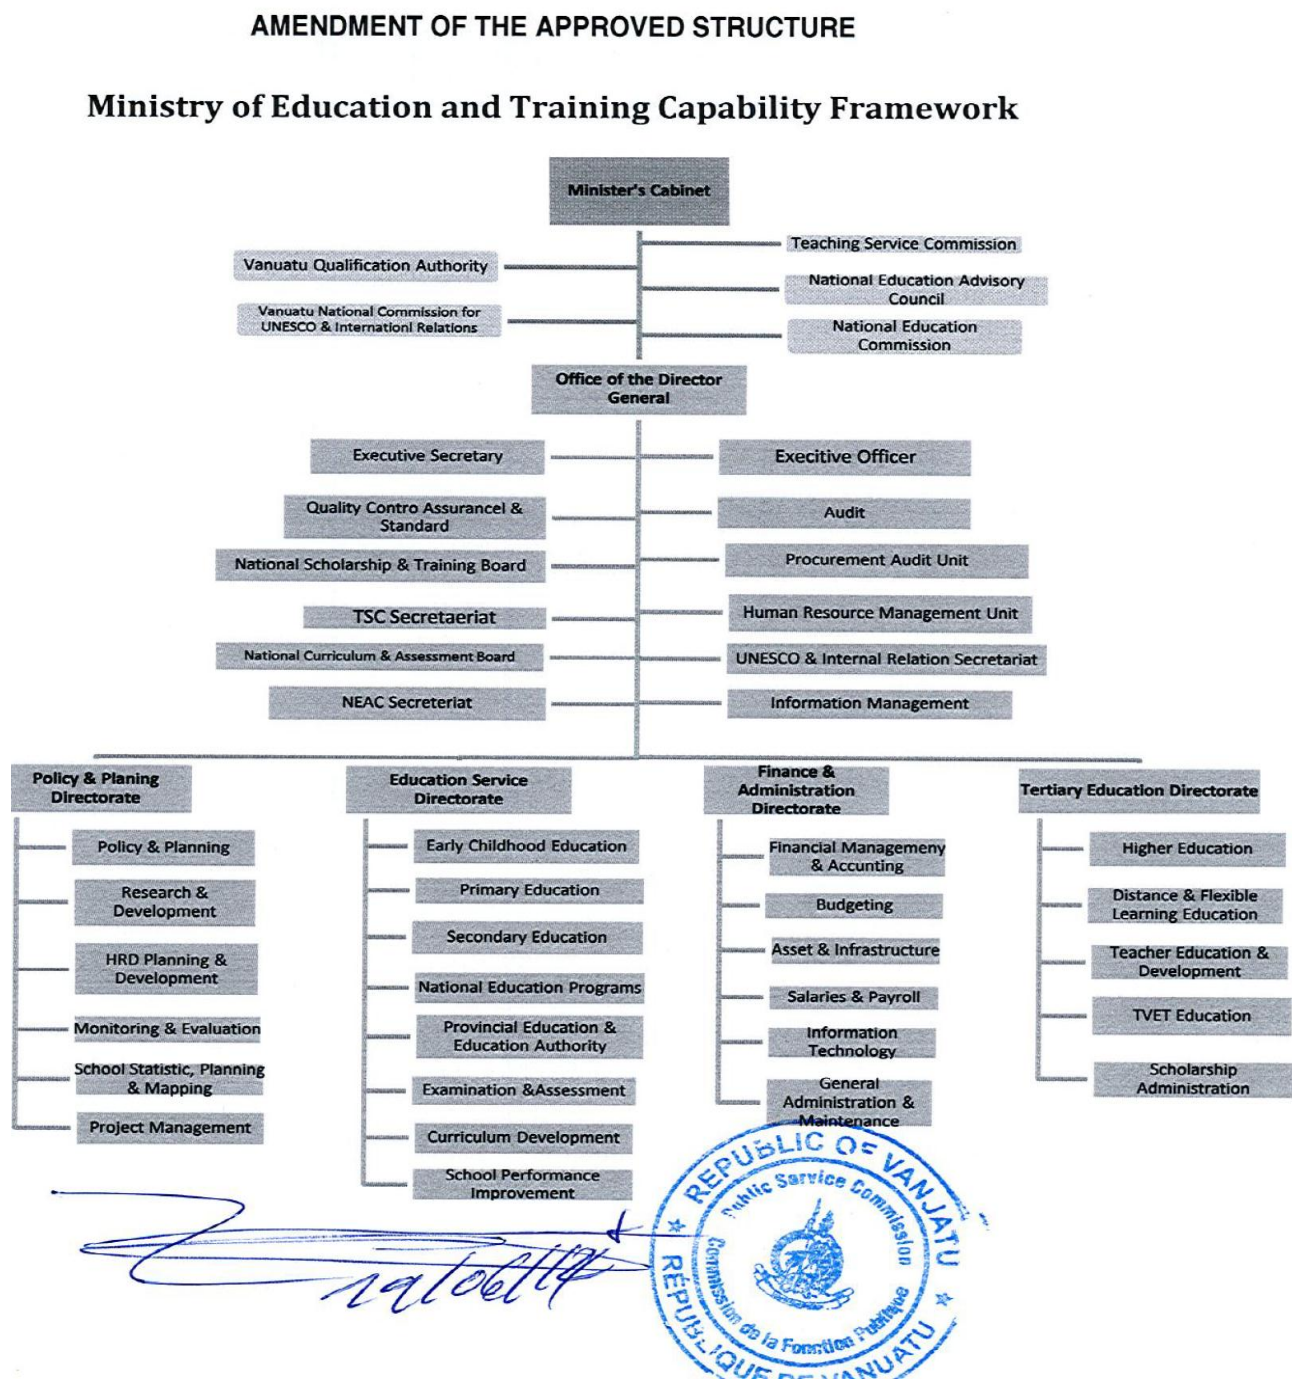 AMENDMENT OF THE APPROVED STRUCTURE
Ministry of Education and Training Capability Framework
Minister's Cabinet
Teaching Service Commission
Vanuatu Qualification Authority
National Education Advisory
Council
Vanuatu National Commission for
UNESCO & Internationl Relations
National Education
Commission
Office of the Director
General
Executive Secretary
Execitive Officer
Quality Contro Assurancel &
Standard
Audit
National Scholarship & Training Board
Procurement Audit Unit
TSC Secretaeriat
Human Resource Management Unit
National Curriculum & Assessment Board
UNESCO & Internal Relation Secretariat
NEAC Secreteriat
Information Management
Policy & Planing
Directorate
Policy & Planning
Research &
Development
HRD Planning &
Development
Monitoring & Evaluation
School Statistic, Planning
& Mapping
Project Management
Education Service
Directorate
Early Childhood Education
Primary Education
Secondary Education
National Education Programs
Provincial Education &
Education Authority
Examination &Assessment
Curriculum Development
School Performance
Improvement
Finance &
Administration
Directorate
Financial Managemeny
& Accunting
Budgeting
Asset & Infrastructure
Salaries & Payroll
Information
Technology
General
Administration &
Maintenance
Tertiary Education Directorate
Higher Education
Distance & Flexible
Learning Education
Teacher Education &
Development
TVET Education
Scholarship
Administration
REPUBLIC OF VANUATU
Public Service Commission
Commission de la Fonction Publique
RÉPUBLIQUE DE VANUATU